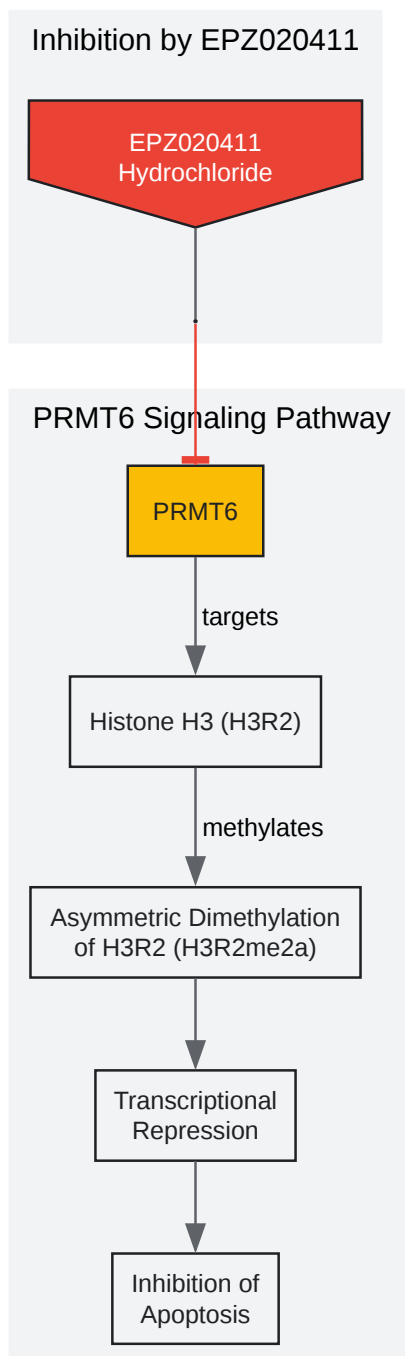 Inhibition by EPZ020411
EPZ020411
Hydrochloride
PRMT6 Signaling Pathway
PRMT6
targets
Histone H3 (H3R2)
methylates
Asymmetric Dimethylation
of H3R2 (H3R2me2a)
Transcriptional
Repression
Inhibition of
Apoptosis